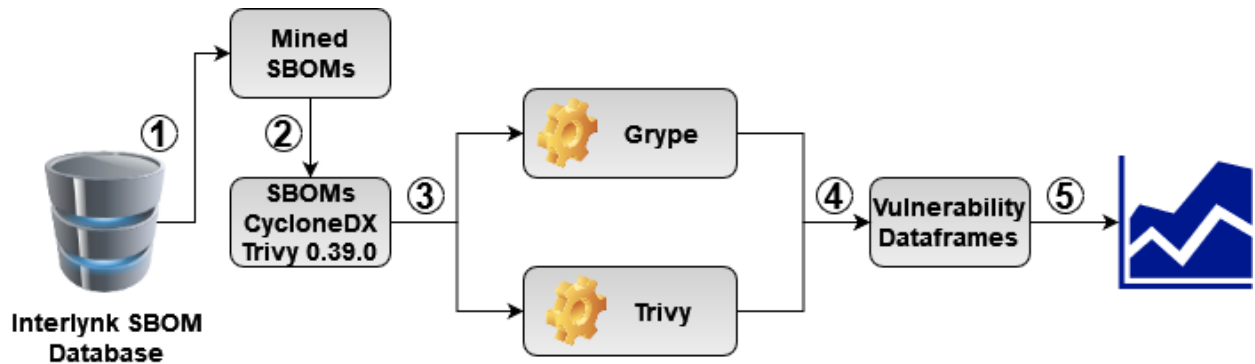 Mined
SBOMs
①
②
SBOMs
CycloneDX
Trivy 0.39.0
③
Grype
Trivy
④
Vulnerability
Dataframes
⑤
Interlynk SBOM
Database